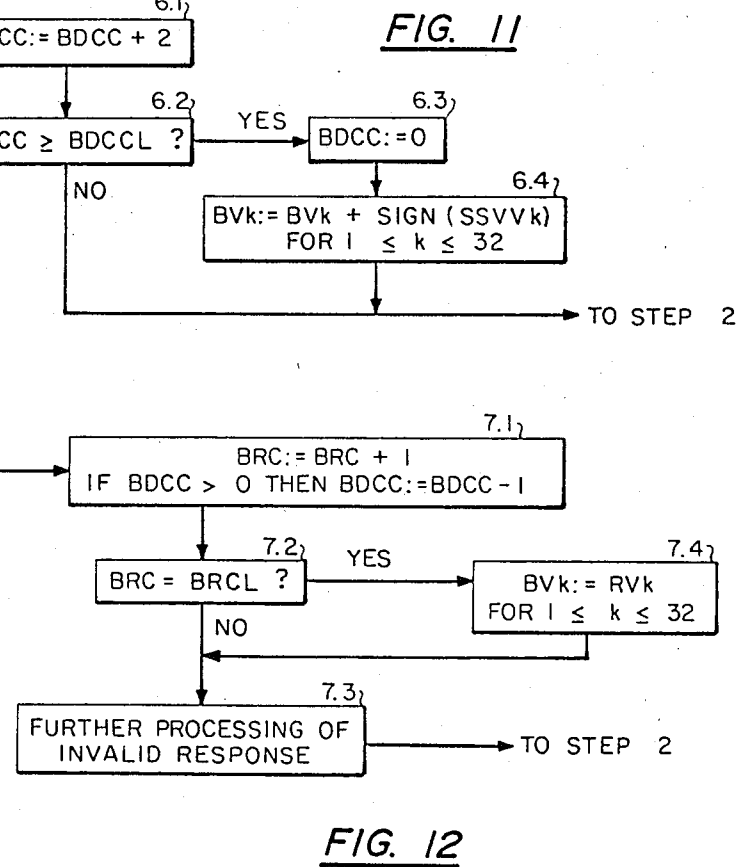 6.1
FIG. 11
CC:= BDCC + 2
6.2
CC ≥ BDCCL ?
YES
6.3
BDCC:=0
NO
6.4
BVk:= BVk + SIGN (SSVVk)
FOR 1 ≤ k ≤ 32
TO STEP 2
7.1
BRC:= BRC + 1
IF BDCC > 0 THEN BDCC:=BDCC-1
7.2
BRC = BRCL ?
YES
7.4
BVk:= RVk
FOR 1 ≤ k ≤ 32
NO
7.3
FURTHER PROCESSING OF
INVALID RESPONSE
TO STEP 2
FIG. 12